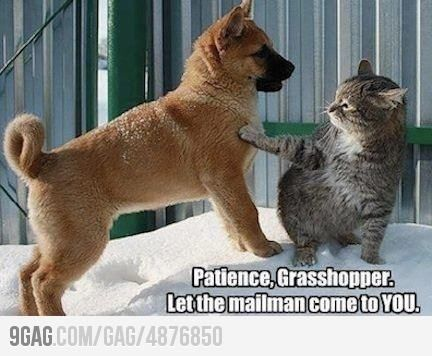 Patience, Grasshopper.
Let the mailman come to YOU.
9GAG.COM/GAG/4876850